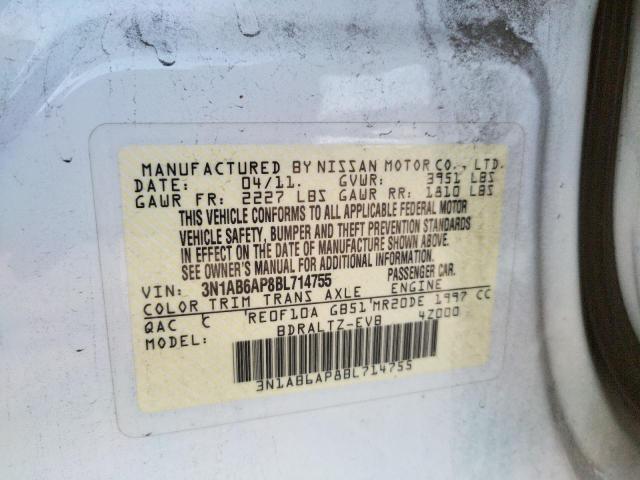 MANUFACTURED BY NISSAN MOTOR CO., LTD.
DATE: 04/11. GVWR: 3951 LBS
GAWR FR: 2227 LBS GAWR RR: 1810 LBS
THIS VEHICLE CONFORMS TO ALL APPLICABLE FEDERAL MOTOR
VEHICLE SAFETY, BUMPER AND THEFT PREVENTION STANDARDS
IN EFFECT ON THE DATE OF MANUFACTURE SHOWN ABOVE.
SEE OWNER'S MANUAL FOR ADDITIONAL INFORMATION.
VIN: 3N1AB6AP8BL714755 PASSENGER CAR.
COLOR TRIM TRANS AXLE ENGINE
QAC C RE0F10A GB51 MR20DE 1997 CC
MODEL: BDRALTZ-EVB 4Z000
3N1AB6AP8BL714755